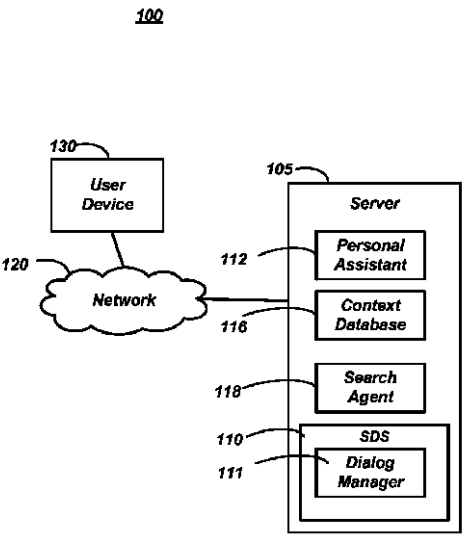 100
130
User
Device
120
Network
105
Server
112
Personal
Assistant
116
Context
Database
118
Search
Agent
110
SDS
111
Dialog
Manager